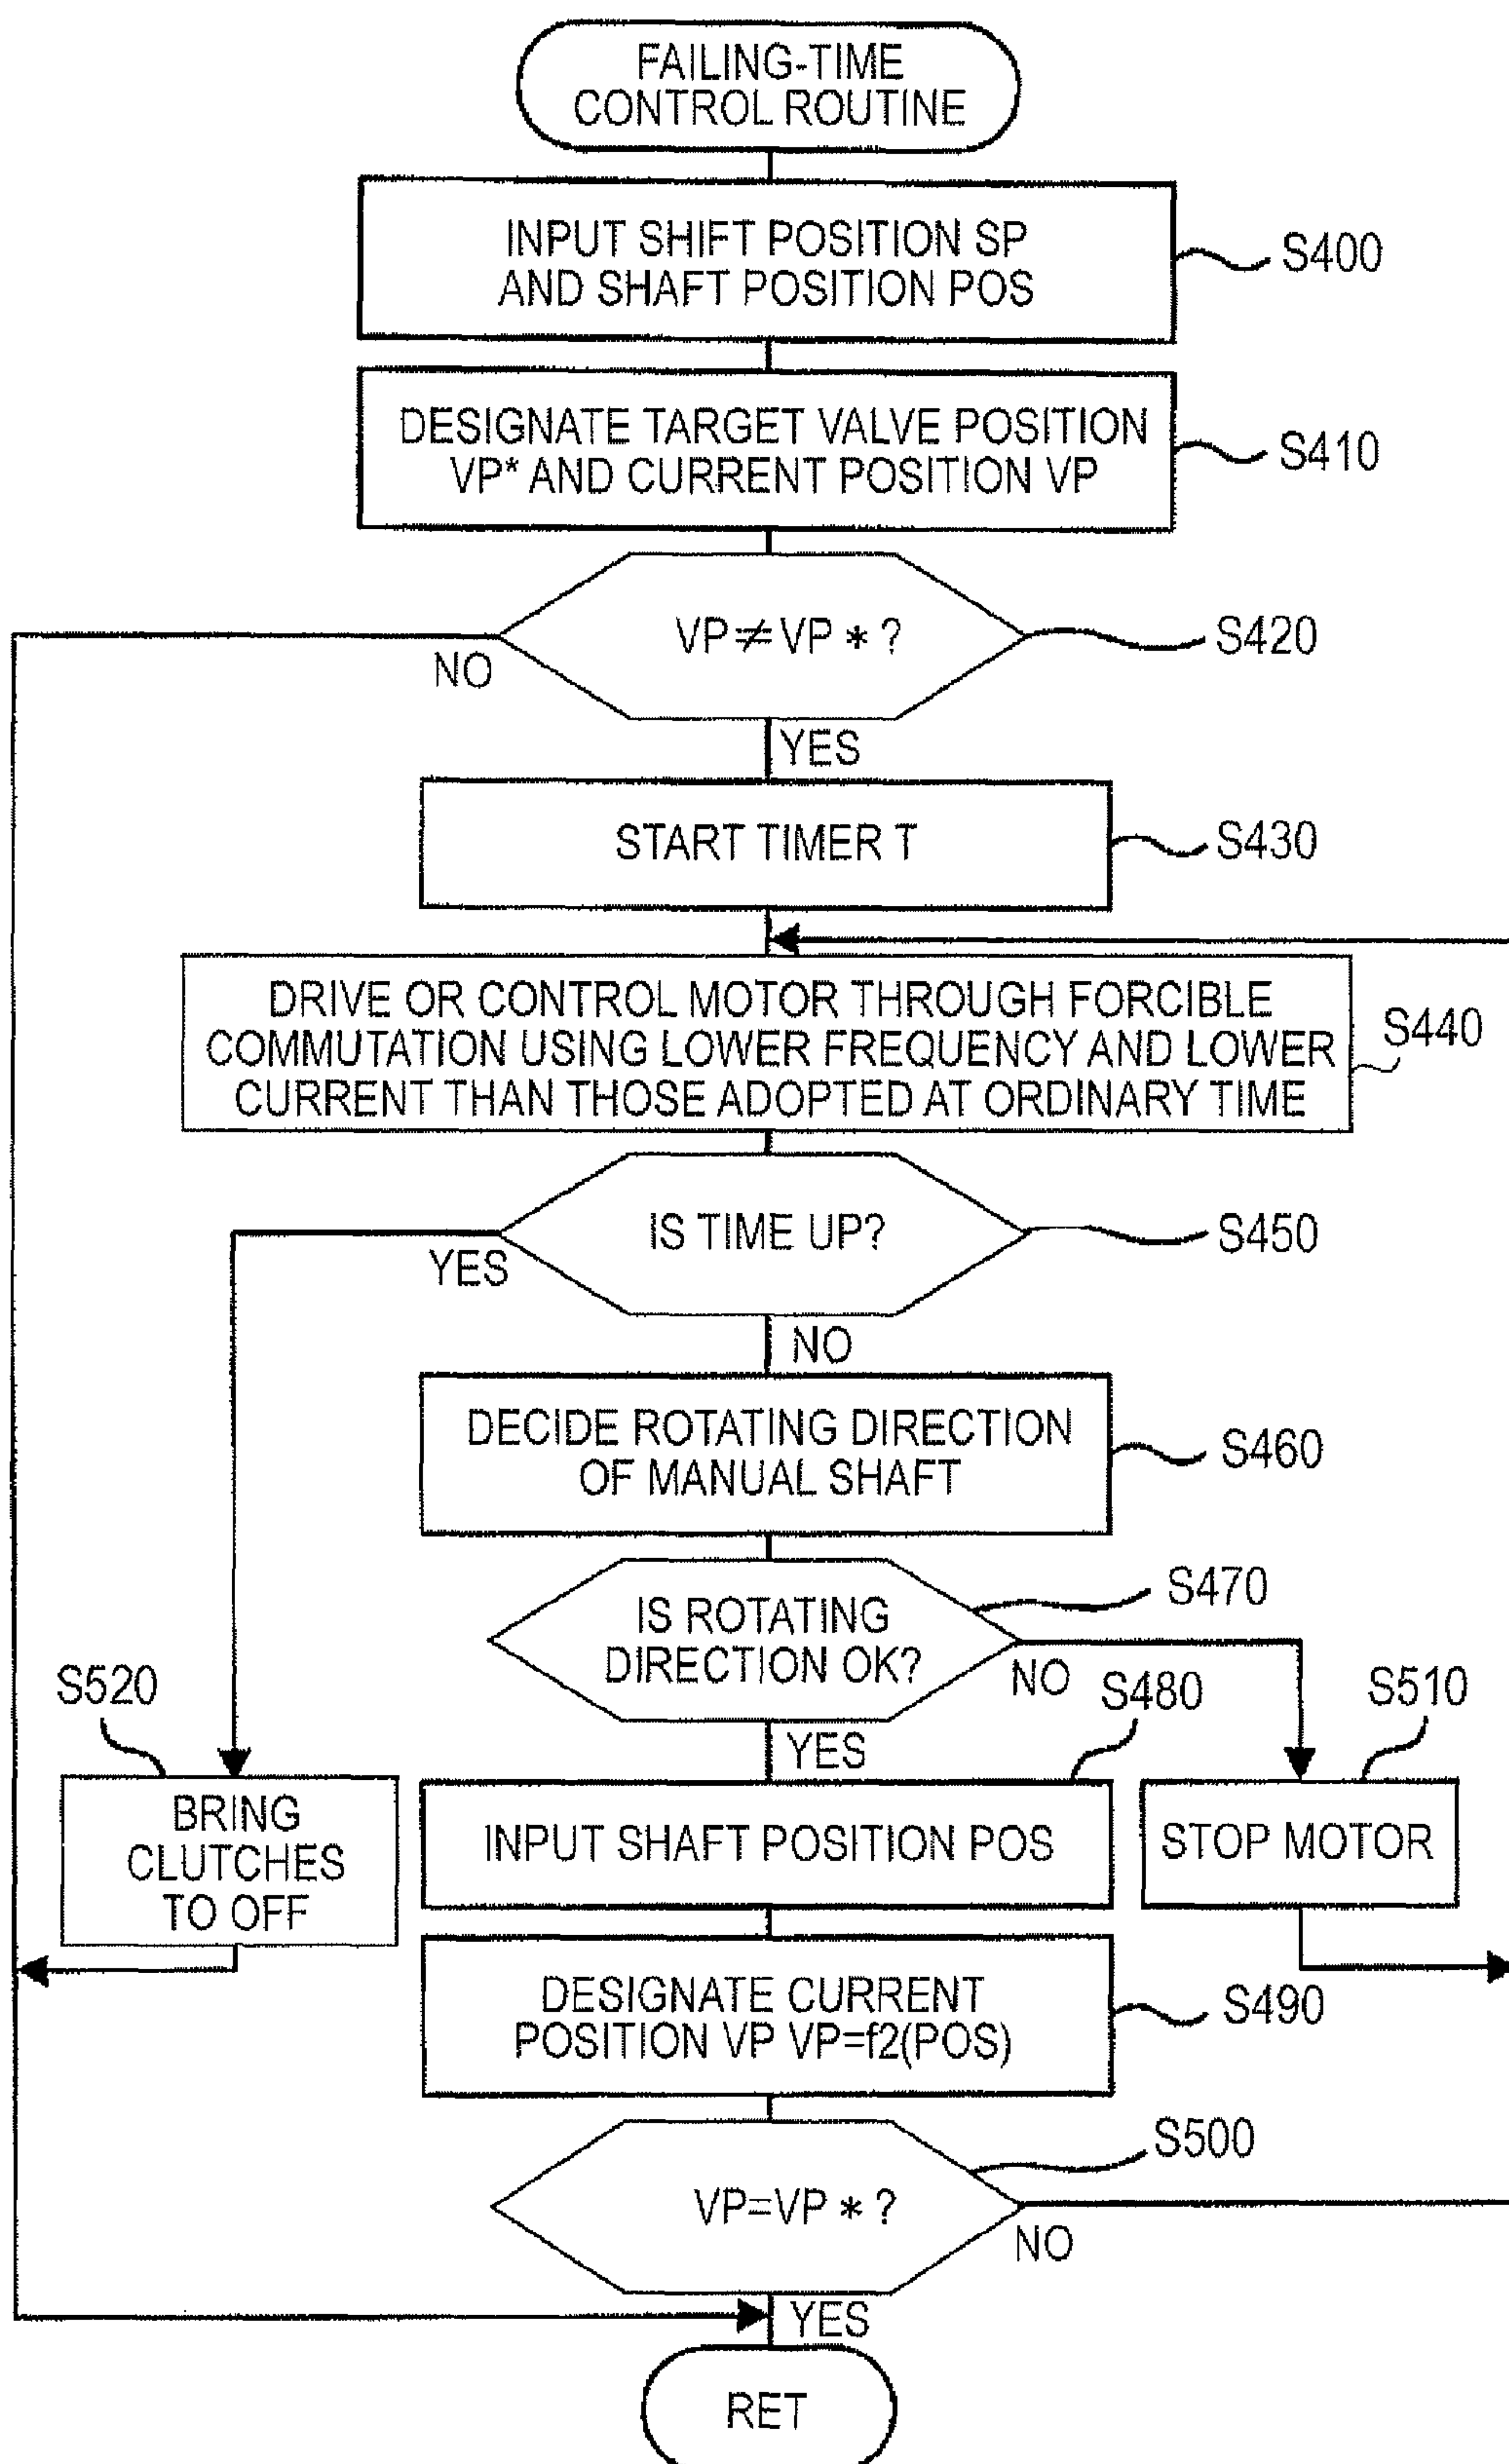 FAILING-TIME
CONTROL ROUTINE
INPUT SHIFT POSITION SP
AND SHAFT POSITION POS
S400
DESIGNATE TARGET VALVE POSITION
VP* AND CURRENT POSITION VP
S410
VP≠VP * ?
S420
NO
YES
START TIMER T
S430
DRIVE OR CONTROL MOTOR THROUGH FORCIBLE
COMMUTATION USING LOWER FREQUENCY AND LOWER
CURRENT THAN THOSE ADOPTED AT ORDINARY TIME
S440
IS TIME UP?
S450
YES
NO
DECIDE ROTATING DIRECTION
OF MANUAL SHAFT
S460
IS ROTATING
DIRECTION OK?
S470
NO
YES
S520
BRING
CLUTCHES
TO OFF
S480
INPUT SHAFT POSITION POS
S510
STOP MOTOR
DESIGNATE CURRENT
POSITION VP VP=f2(POS)
S490
VP=VP * ?
S500
NO
YES
RET